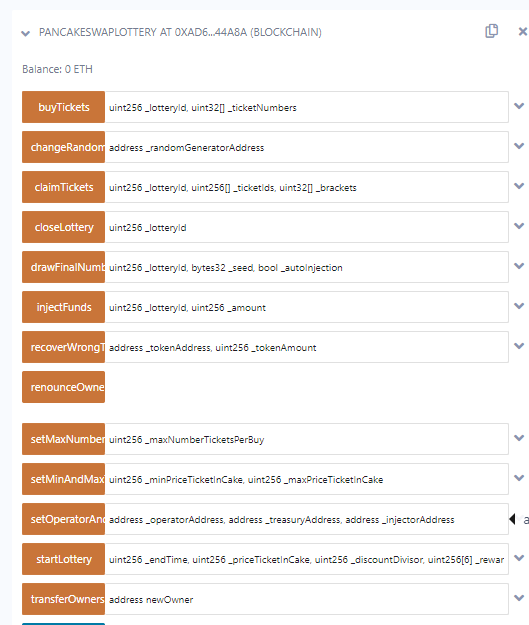 PANCAKESWAPLOTTERY AT 0XAD6...44A8A (BLOCKCHAIN)
Balance: 0 ETH
buyTickets uint256 _lotteryId, uint32[] _ticketNumbers
changeRandom address _randomGeneratorAddress
claimTickets uint256 _lotteryId, uint256[] _ticketIds, uint32[] _brackets
closeLottery uint256 _lotteryId
drawFinalNumb uint256 _lotteryId, bytes32 _seed, bool _autoInjection
injectFunds uint256 _lotteryId, uint256 _amount
recoverWrongT address _tokenAddress, uint256 _tokenAmount
renounceOwne
setMaxNumber uint256 _maxNumberTicketsPerBuy
setMinAndMax uint256 _minPriceTicketInCake, uint256 _maxPriceTicketInCake
setOperatorAnd address _operatorAddress, address _treasuryAddress, address _injectorAddress a
startLottery uint256 _endTime, uint256 _priceTicketInCake, uint256 _discountDivisor, uint256[6] _rewar
transferOwners address newOwner